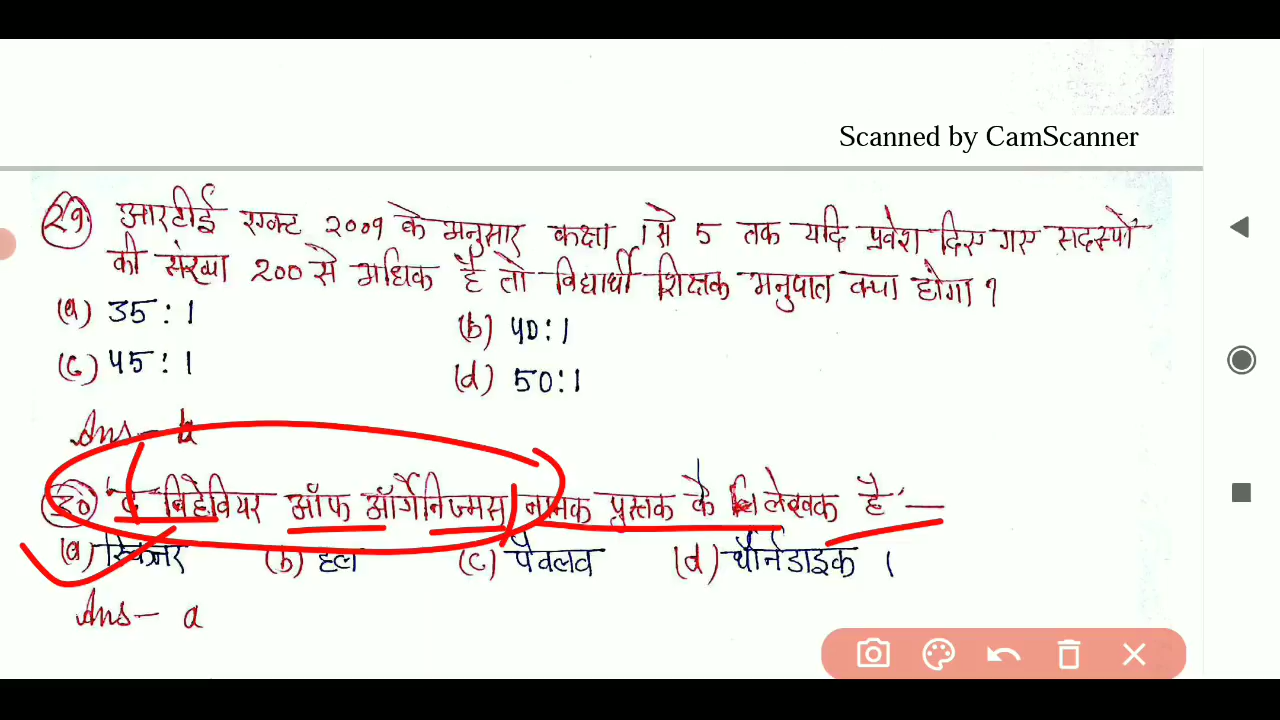 Scanned by CamScanner
29. आरटीई एक्ट 2009 के अनुसार कक्षा 1 से 5 तक यदि प्रवेश दिए गए सदस्यों
की संख्या 200 से अधिक है तो विद्यार्थी शिक्षक अनुपात क्या होगा ?
(a) 35:1 (b) 40:1
(c) 45:1 (d) 50:1
Ans - b
30 'द बिहेवियर ऑफ ऑर्गेनिज्मस' नामक पुस्तक के लेखक है —
(a) स्किनर (b) हल (c) पैवलव (d) थॉर्नडाइक ।
Ans - a